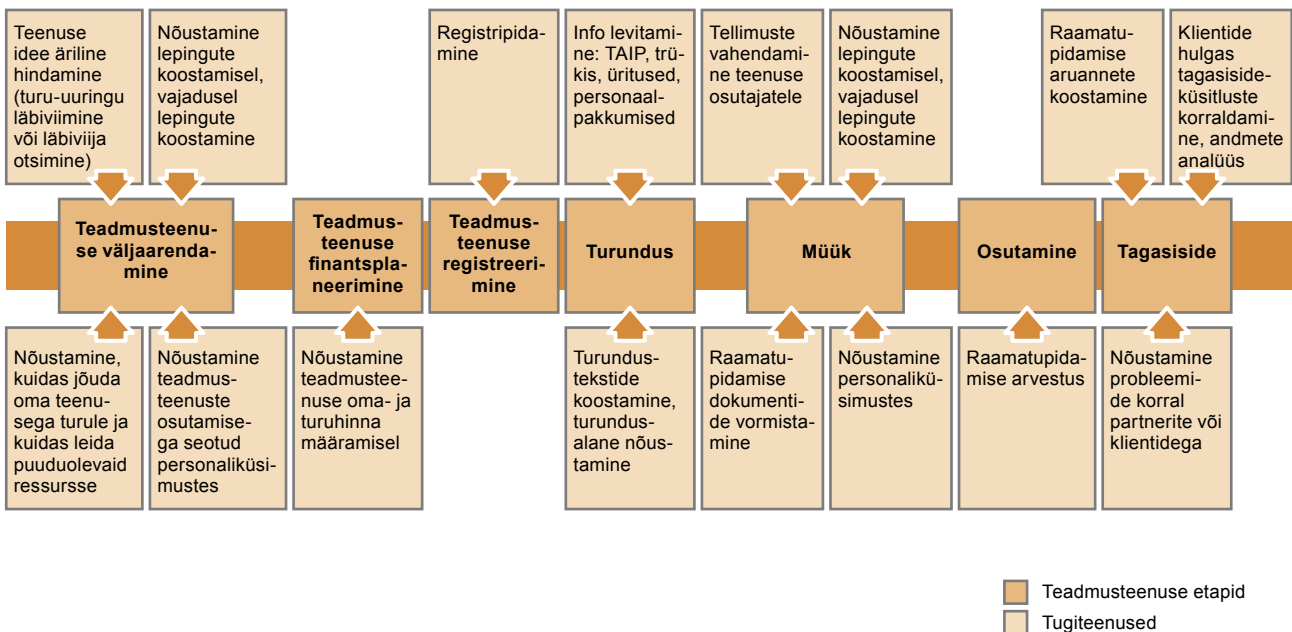 Teenuse
idee äriline
hindamine
(turu-uuringu
läbiviimine
või läbiviija
otsimine)
Nõustamine
lepingute
koostamisel,
vajadusel
lepingute
koostamine
Registripida-
mine
Info levitami-
ne: TAIP, trü-
kis, üritused,
personaal-
pakkumised
Tellimuste
vahendami-
ne teenuse
osutajatele
Nõustamine
lepingute
koostamisel,
vajadusel
lepingute
koostamine
Raamatu-
pidamise
aruannete
koostamine
Klientide
hulgas
tagasiside-
küsitluste
korraldami-
ne, andmete
analüüs
Teadmusteenu-
se väljaarenda-
mine
Teadmus-
teenuse
finantspla-
neerimine
Teadmus-
teenuse
registreeri-
mine
Turundus
Müük
Osutamine
Tagasiside
Nõustamine,
kuidas jõuda
oma teenu-
sega turule ja
kuidas leida
puuduolevaid
ressursse
Nõustamine
teadmus-
teenuste
osutamise-
ga seotud
personaliküsi-
mustes
Nõustamine
teadmustee-
nuse oma- ja
turuhinna
määramisel
Turundus-
tekstide
koostamine,
turundus-
alane nõus-
tamine
Raamatu-
pidamise
dokumenti-
de vormista-
mine
Nõustamine
personalikü-
simustes
Raamatupida-
mise arvestus
Nõustamine
probleemi-
de korral
partnerite või
klientidega
Teadmusteenuse etapid
Tugiteenused